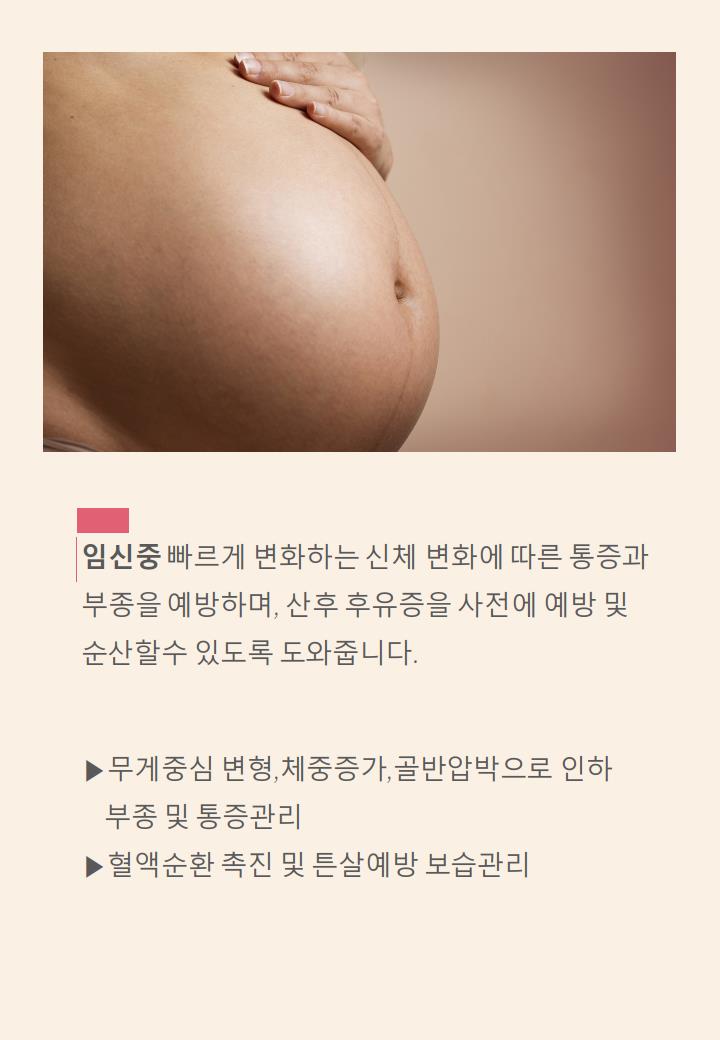 임신중 빠르게 변화하는 신체 변화에 따른 통증과
부종을 예방하며, 산후 후유증을 사전에 예방 및
순산할수 있도록 도와줍니다.
▶무게중심 변형,체중증가,골반압박으로 인하
부종 및 통증관리
▶혈액순환 촉진 및 튼살예방 보습관리